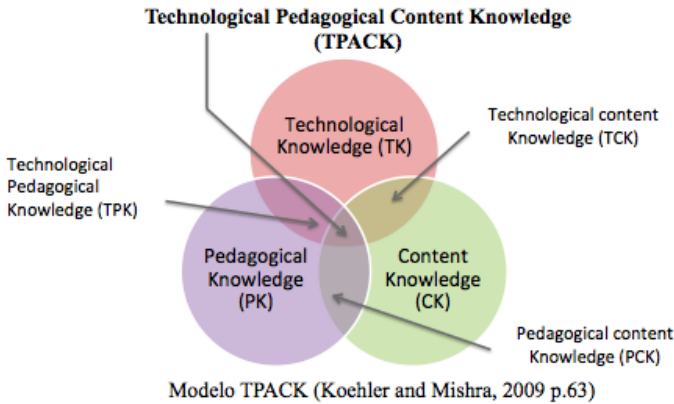 Technological Pedagogical Content Knowledge
(TPACK)
Technological
Knowledge (TK)
Technological content
Knowledge (TCK)
Technological
Pedagogical
Knowledge (TPK)
Pedagogical
Knowledge
(PK)
Content
Knowledge
(CK)
Pedagogical content
Knowledge (PCK)
Modelo TPACK (Koehler and Mishra, 2009 p.63)